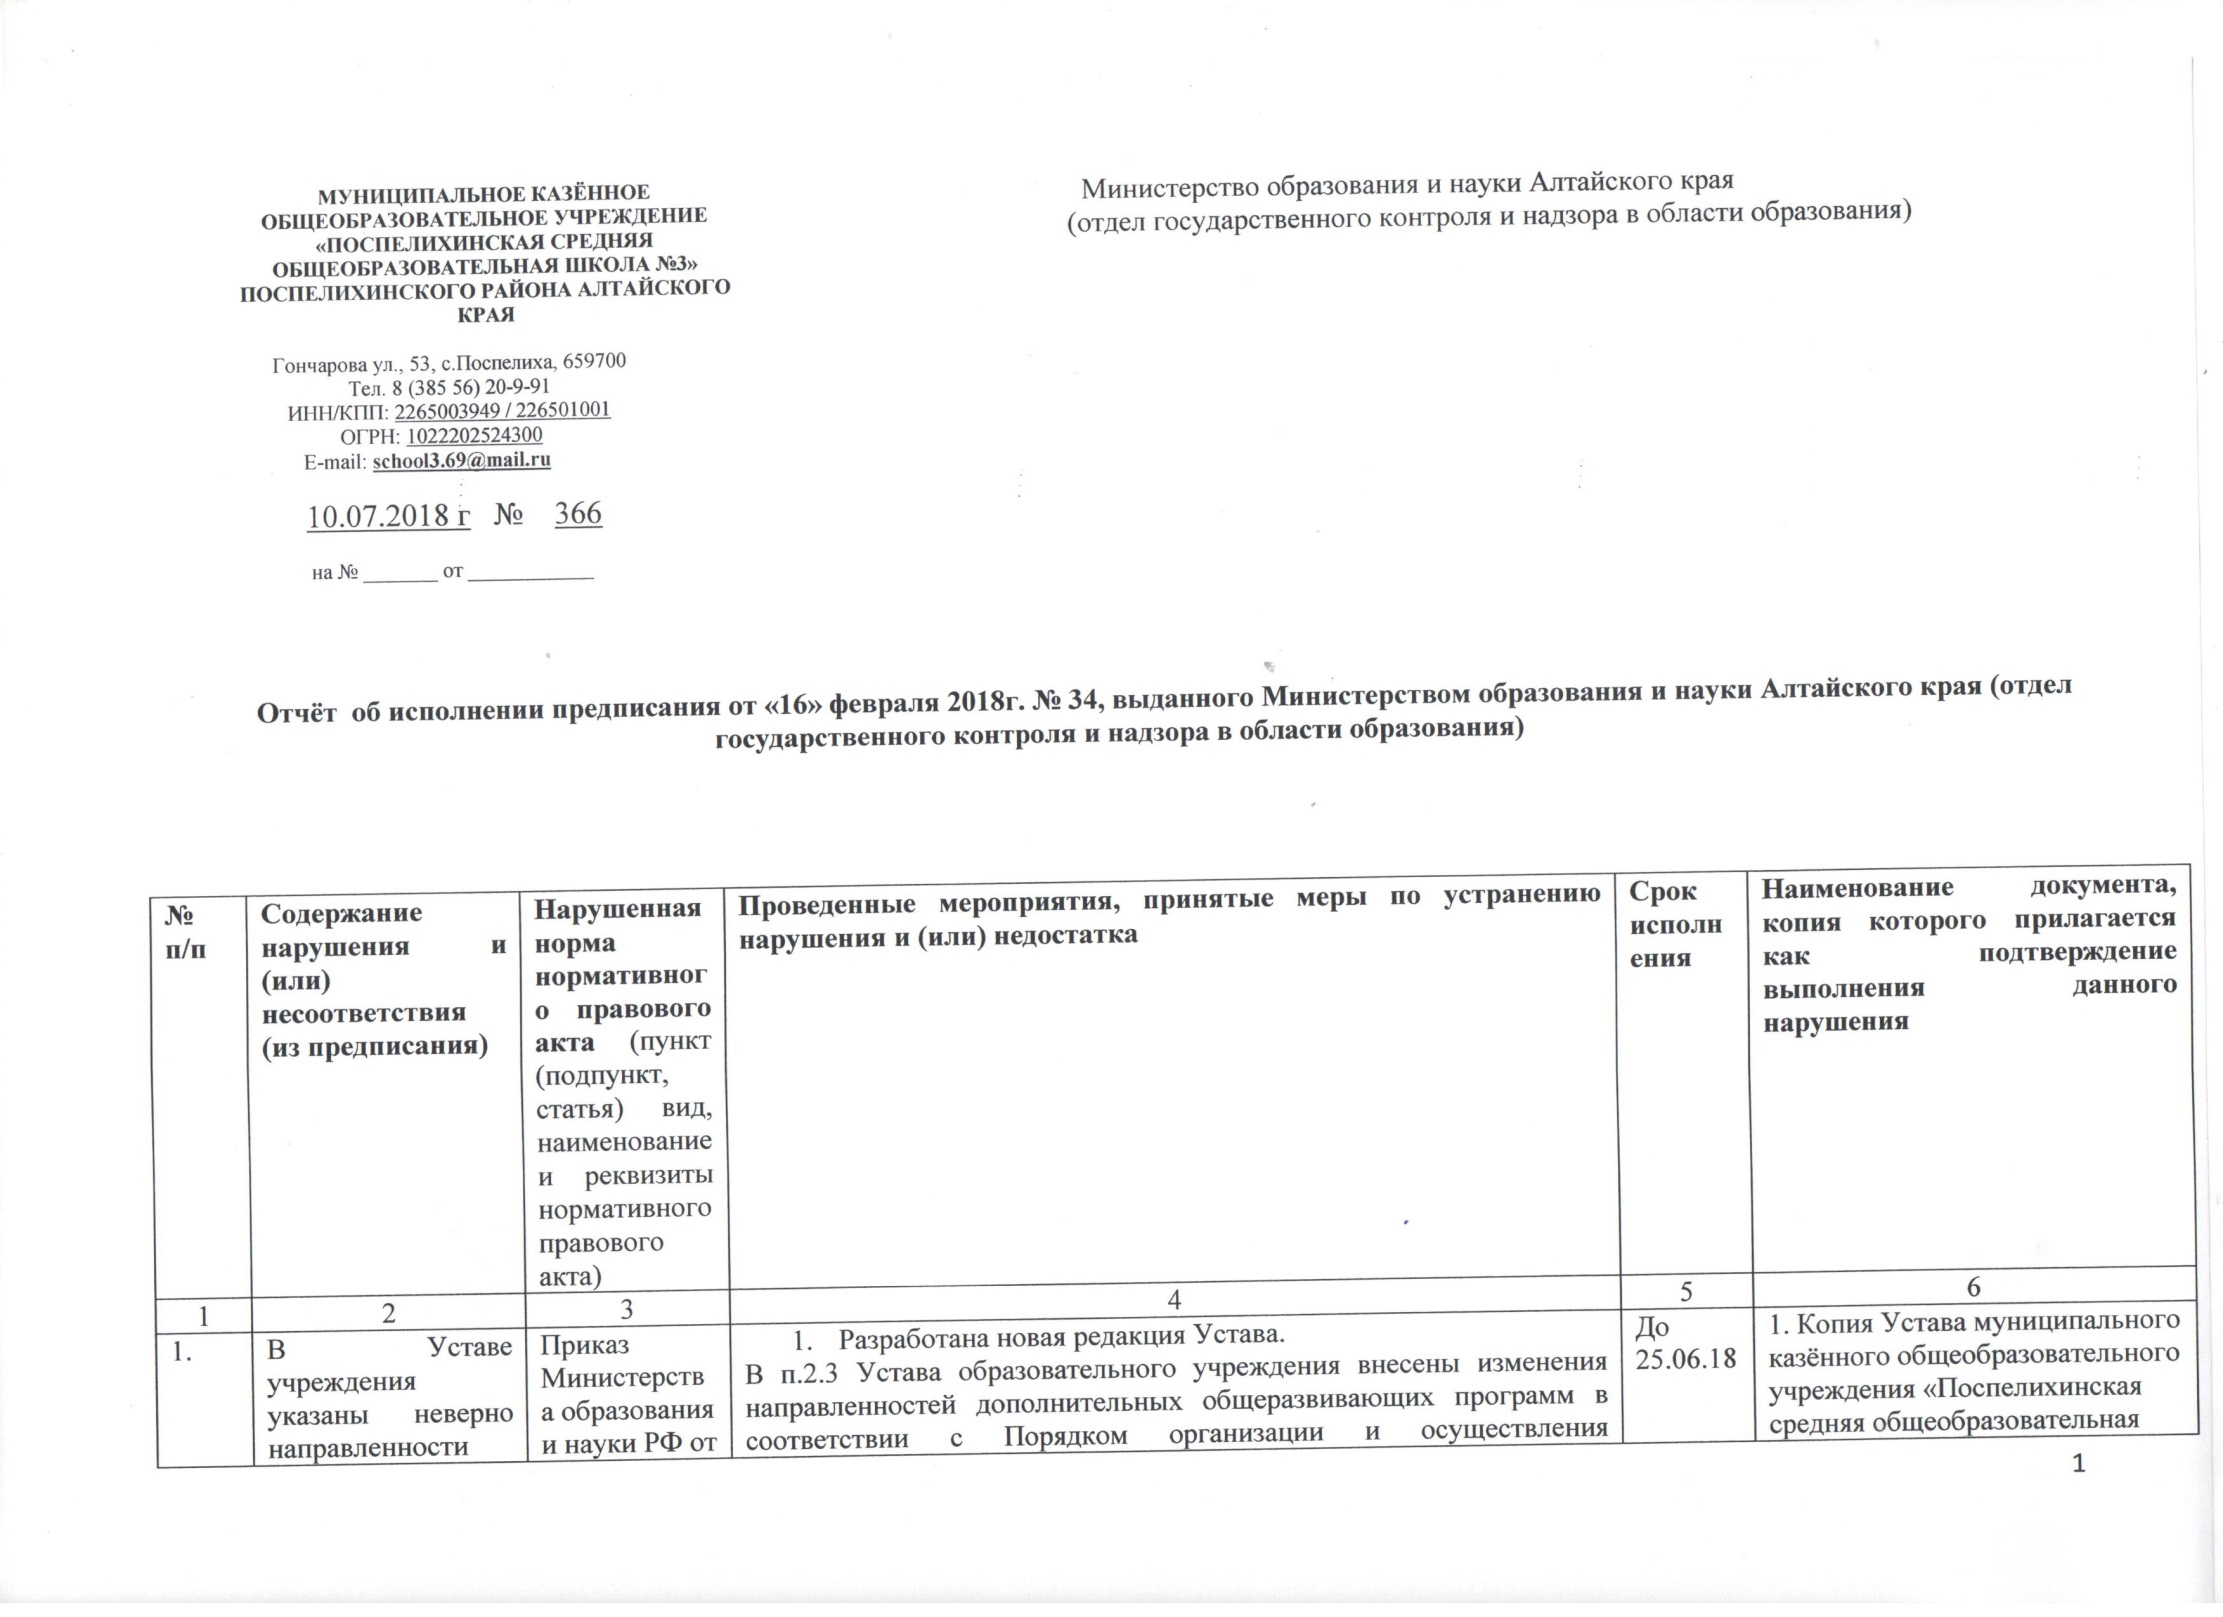 МУНИЦИПАЛЬНОЕ КАЗЁННОЕ
ОБЩЕОБРАЗОВАТЕЛЬНОЕ УЧРЕЖДЕНИЕ
«ПОСПЕЛИХИНСКАЯ СРЕДНЯЯ
ОБЩЕОБРАЗОВАТЕЛЬНАЯ ШКОЛА №3»
ПОСПЕЛИХИНСКОГО РАЙОНА АЛТАЙСКОГО
КРАЯ
Гончарова ул., 53, с.Поспелиха, 659700
Тел. 8 (385 56) 20-9-91
ИНН/КПП: 2265003949 / 226501001
ОГРН: 1022202524300
E-mail: school3.69@mail.ru
10.07.2018 г № 366
на № _______ от ____________
Министерство образования и науки Алтайского края
(отдел государственного контроля и надзора в области образования)
Отчёт об исполнении предписания от «16» февраля 2018г. № 34, выданного Министерством образования и науки Алтайского края (отдел
государственного контроля и надзора в области образования)
№
п/п
Содержание
нарушения и
(или)
несоответствия
(из предписания)
Нарушенная
норма
нормативног
о правового
акта (пункт
(подпункт,
статья) вид,
наименование
и реквизиты
нормативного
правового
акта)
Проведенные мероприятия, принятые меры по устранению
нарушения и (или) недостатка
Срок
исполн
ения
Наименование документа,
копия которого прилагается
как подтверждение
выполнения данного
нарушения
1 2 3 4 5 6
1.
В Уставе
учреждения
указаны неверно
направленности
Приказ
Министерств
а образования
и науки РФ от
1. Разработана новая редакция Устава.
В п.2.3 Устава образовательного учреждения внесены изменения
направленностей дополнительных общеразвивающих программ в
соответствии с Порядком организации и осуществления
До
25.06.18
1. Копия Устава муниципального
казённого общеобразовательного
учреждения «Поспелихинская
средняя общеобразовательная
1